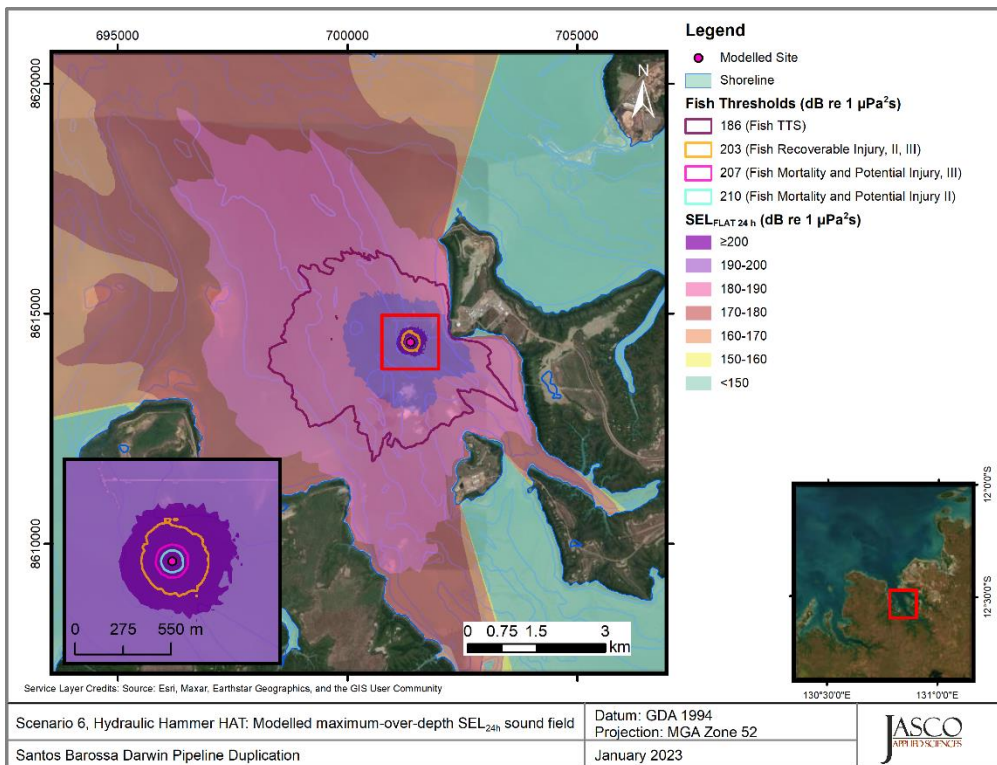 695000 700000 705000
8620000
8615000
8610000
N
Legend
Modelled Site
Shoreline
Fish Thresholds (dB re 1 µPa²s)
186 (Fish TTS)
203 (Fish Recoverable Injury, II, III)
207 (Fish Mortality and Potential Injury, III)
210 (Fish Mortality and Potential Injury II)
SELFLAT 24 h (dB re 1 µPa²s)
≥200
190-200
180-190
170-180
160-170
150-160
<150
0 275 550 m
0 0.75 1.5 3
km
12°0'0"S
12°30'0"S
130°30'0"E 131°0'0"E
Service Layer Credits: Source: Esri, Maxar, Earthstar Geographics, and the GIS User Community
Scenario 6, Hydraulic Hammer HAT: Modelled maximum-over-depth SEL24h sound field
Santos Barossa Darwin Pipeline Duplication
Datum: GDA 1994
Projection: MGA Zone 52
January 2023
JASCO
APPLIED SCIENCES